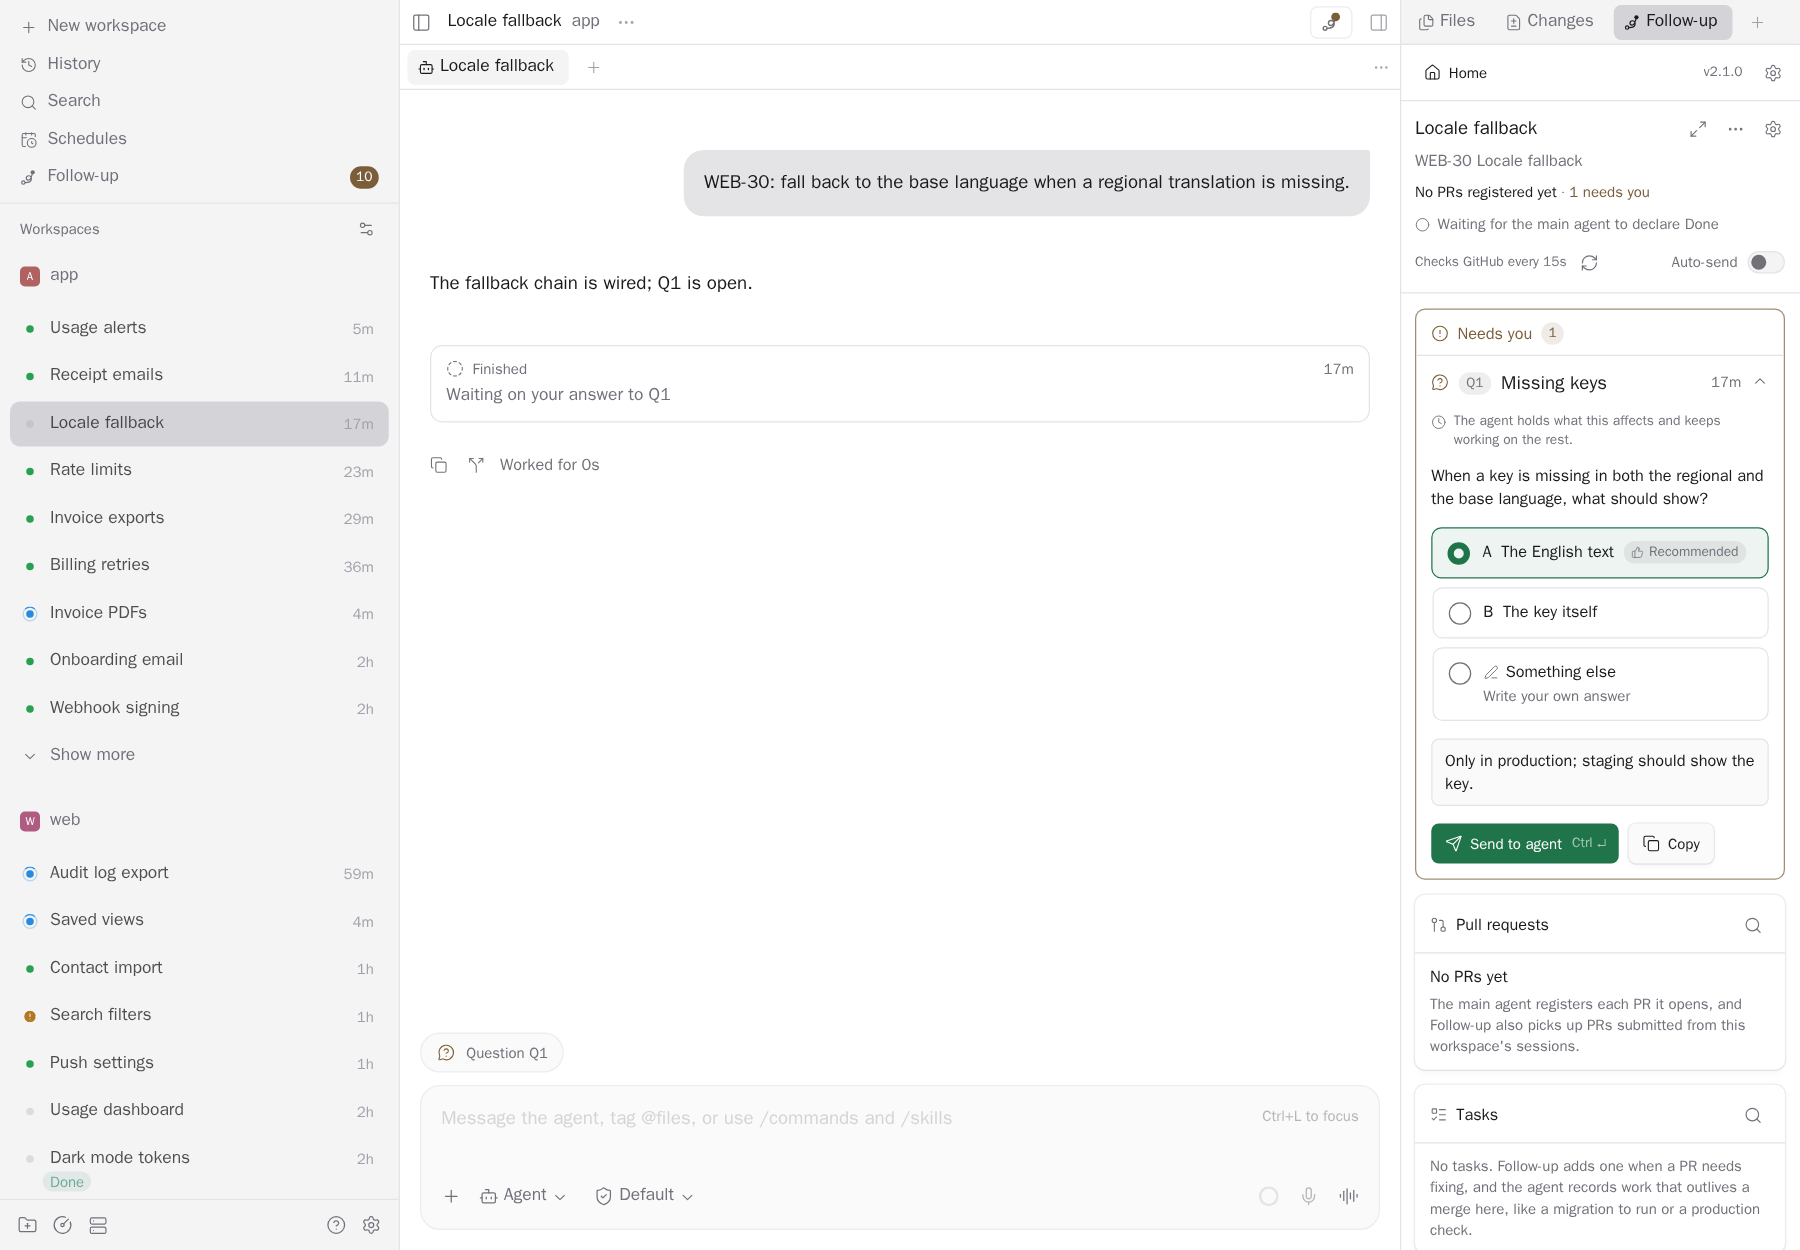 New workspace
History
Search
Schedules
Follow-up 10
Workspaces
A app
Usage alerts 5m
Receipt emails 11m
Locale fallback 17m
Rate limits 23m
Invoice exports 29m
Billing retries 36m
Invoice PDFs 4m
Onboarding email 2h
Webhook signing 2h
Show more
W web
Audit log export 59m
Saved views 4m
Contact import 1h
Search filters 1h
Push settings 1h
Usage dashboard 2h
Dark mode tokens 2h
Done
Locale fallback app
Locale fallback
WEB-30: fall back to the base language when a regional translation is missing.
The fallback chain is wired; Q1 is open.
Finished 17m
Waiting on your answer to Q1
Worked for 0s
Question Q1
Message the agent, tag @files, or use /commands and /skills Ctrl+L to focus
Agent Default
Files Changes Follow-up
Home v2.1.0
Locale fallback
WEB-30 Locale fallback
No PRs registered yet · 1 needs you
Waiting for the main agent to declare Done
Checks GitHub every 15s Auto-send
Needs you 1
Q1 Missing keys 17m
The agent holds what this affects and keeps
working on the rest.
When a key is missing in both the regional and
the base language, what should show?
A The English text Recommended
B The key itself
Something else
Write your own answer
Only in production; staging should show the
key.
Send to agent Ctrl ↵ Copy
Pull requests
No PRs yet
The main agent registers each PR it opens, and
Follow-up also picks up PRs submitted from this
workspace's sessions.
Tasks
No tasks. Follow-up adds one when a PR needs
fixing, and the agent records work that outlives a
merge here, like a migration to run or a production
check.